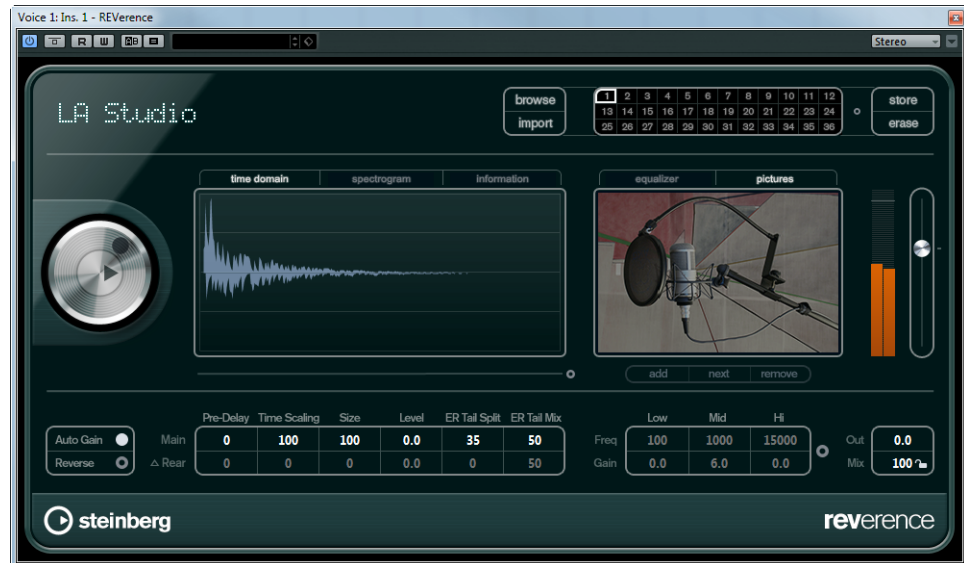 Voice 1: Ins. 1 - REVerence
R W AB Stereo
LA Studio
browse
import
1 2 3 4 5 6 7 8 9 10 11 12
13 14 15 16 17 18 19 20 21 22 23 24
25 26 27 28 29 30 31 32 33 34 35 36
store
erase
time domain spectrogram information
equalizer pictures
add next remove
Pre-Delay Time Scaling Size Level ER Tail Split ER Tail Mix Low Mid Hi
Auto Gain Main 0 100 100 0.0 35 50 Freq 100 1000 15000 Out 0.0
Reverse △ Rear 0 0 0 0.0 0 50 Gain 0.0 6.0 0.0 Mix 100
steinberg reverence